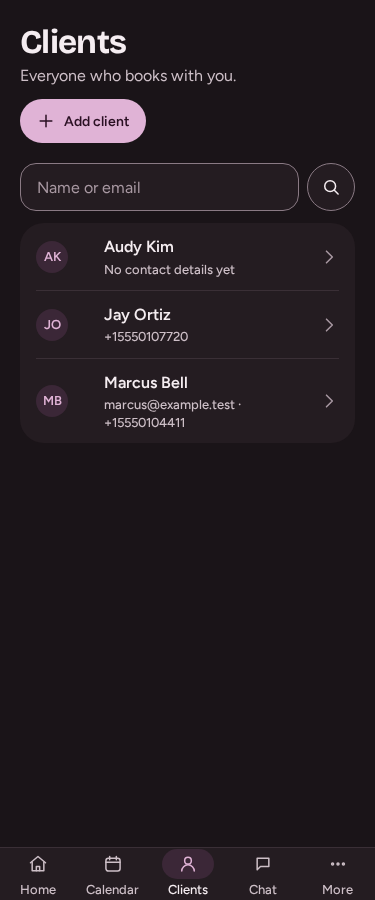 Clients
Everyone who books with you.
Add client
Name or email
AK
Audy Kim
No contact details yet
JO
Jay Ortiz
+15550107720
MB
Marcus Bell
marcus@example.test ·
+15550104411
Home
Calendar
Clients
Chat
More